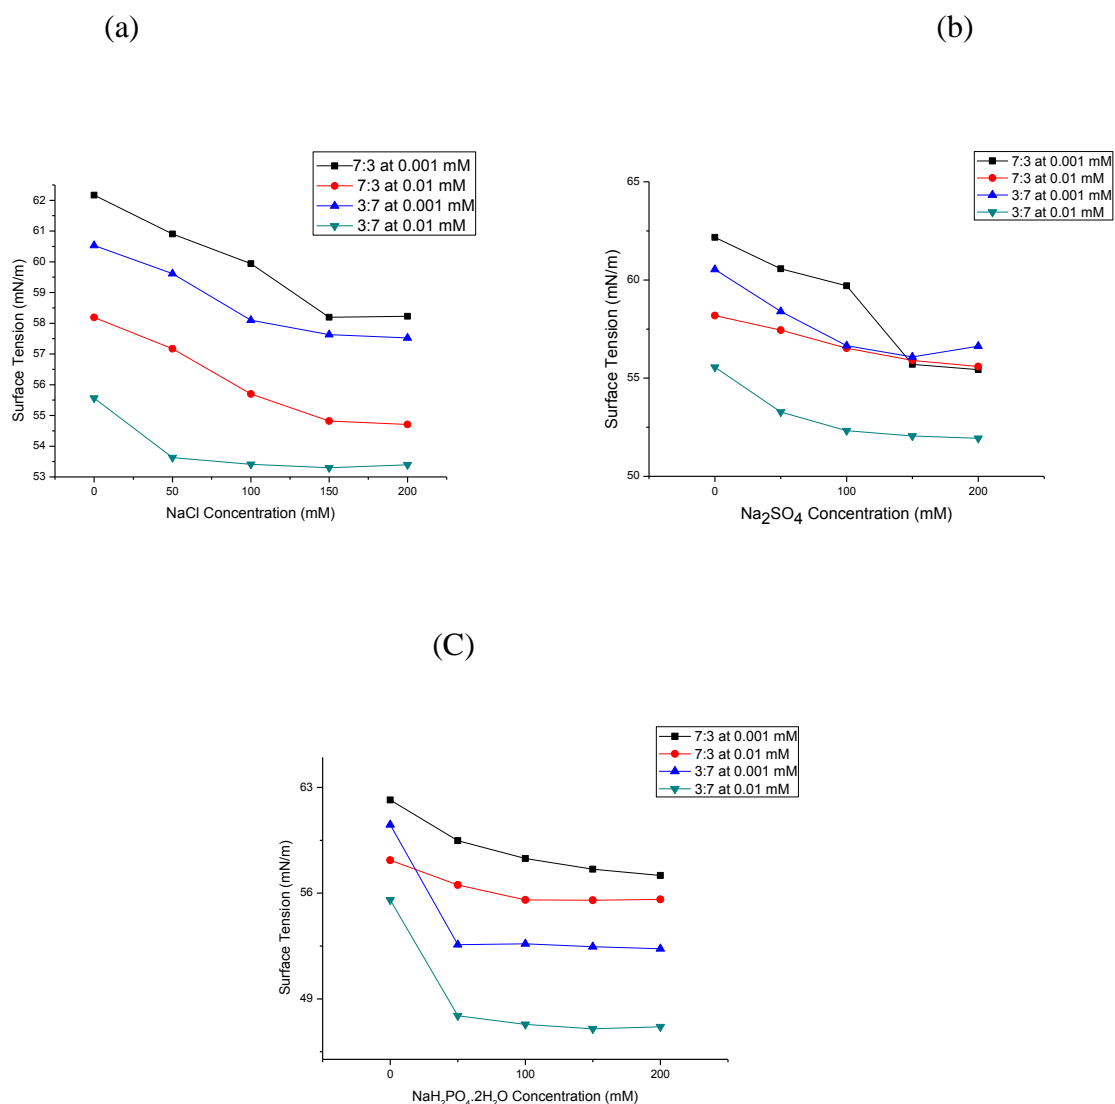 (a)
(b)
7:3 at 0.001 mM
7:3 at 0.01 mM
3:7 at 0.001 mM
3:7 at 0.01 mM
Surface Tension (mN/m)
62
61
60
59
58
57
56
55
54
53
0
50
100
150
200
NaCl Concentration (mM)
7:3 at 0.001 mM
7:3 at 0.01 mM
3:7 at 0.001 mM
3:7 at 0.01 mM
Surface Tension (mN/m)
65
60
55
50
0
100
200
Na₂SO₄ Concentration (mM)
(C)
7:3 at 0.001 mM
7:3 at 0.01 mM
3:7 at 0.001 mM
3:7 at 0.01 mM
Surface Tension (mN/m)
63
56
49
0
100
200
NaH₂PO₄.2H₂O Concentration (mM)